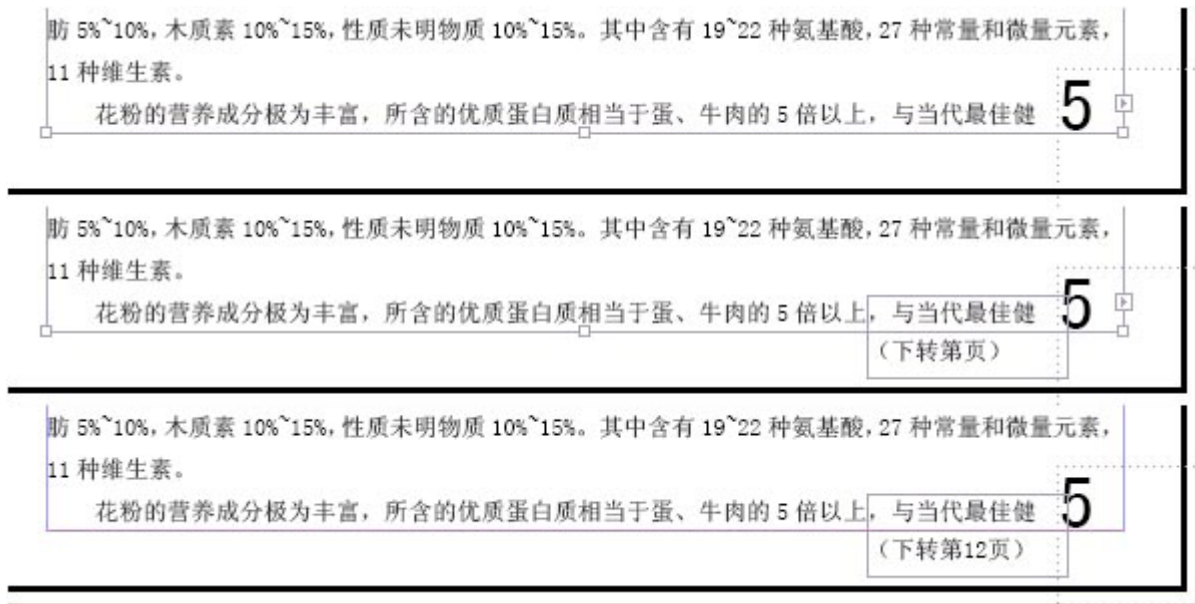 肪 5%~10%，木质素 10%~15%，性质未明物质 10%~15%。其中含有 19~22 种氨基酸，27 种常量和微量元素，
11 种维生素。
花粉的营养成分极为丰富，所含的优质蛋白质相当于蛋、牛肉的 5 倍以上，与当代最佳健
5
肪 5%~10%，木质素 10%~15%，性质未明物质 10%~15%。其中含有 19~22 种氨基酸，27 种常量和微量元素，
11 种维生素。
花粉的营养成分极为丰富，所含的优质蛋白质相当于蛋、牛肉的 5 倍以上，与当代最佳健
5
（下转第页）
肪 5%~10%，木质素 10%~15%，性质未明物质 10%~15%。其中含有 19~22 种氨基酸，27 种常量和微量元素，
11 种维生素。
花粉的营养成分极为丰富，所含的优质蛋白质相当于蛋、牛肉的 5 倍以上，与当代最佳健
5
（下转第12页）